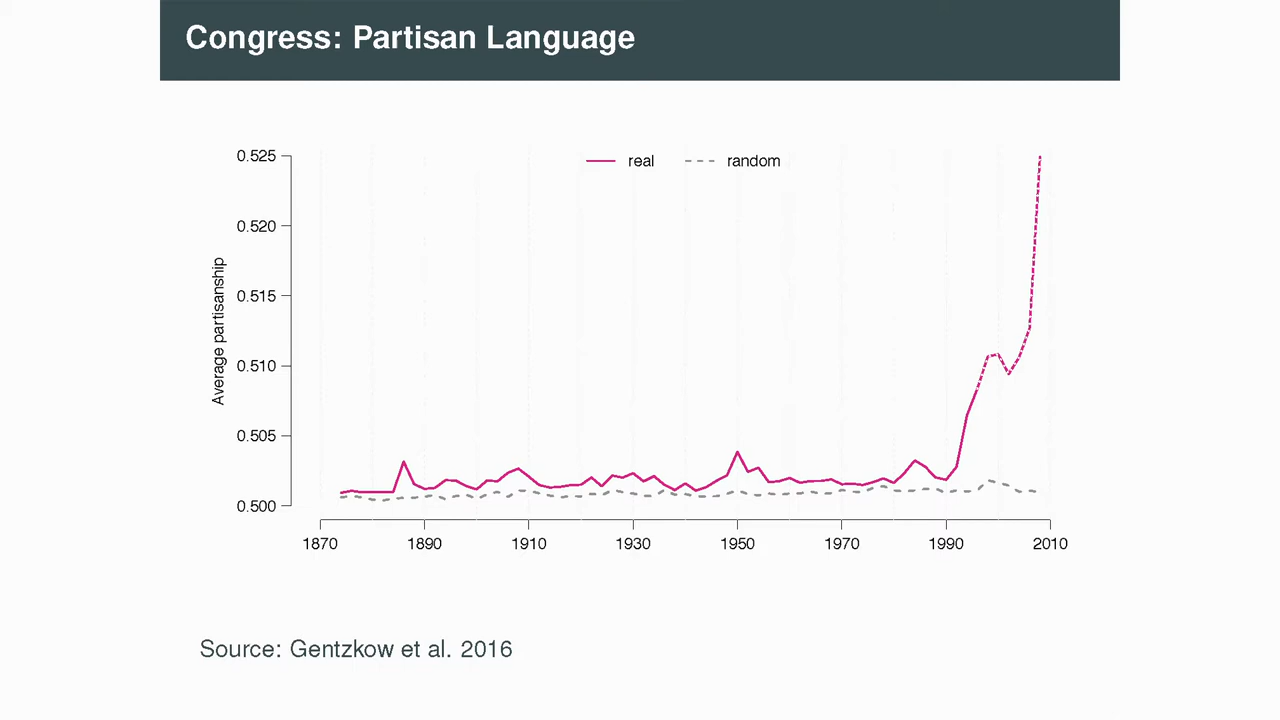 Congress: Partisan Language
real random
Average partisanship
0.525
0.520
0.515
0.510
0.505
0.500
1870 1890 1910 1930 1950 1970 1990 2010
Source: Gentzkow et al. 2016